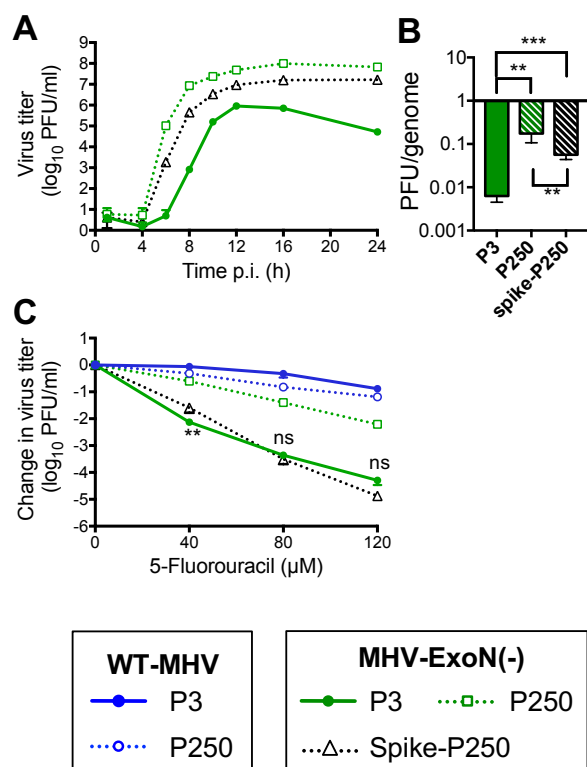 A
Virus titer
(log10 PFU/ml)
9
8
7
6
5
4
3
2
1
0
0 4 8 12 16 20 24
Time p.i. (h)
B
***
**
PFU/genome
10
1
0.1
0.01
0.001
**
P3
P250
spike-P250
C
Change in virus titer
(log10 PFU/ml)
1
0
-1
-2
-3
-4
-5
-6
**
ns
ns
0 40 80 120
5-Fluorouracil (µM)
WT-MHV
P3
P250
MHV-ExoN(-)
P3 P250
Spike-P250